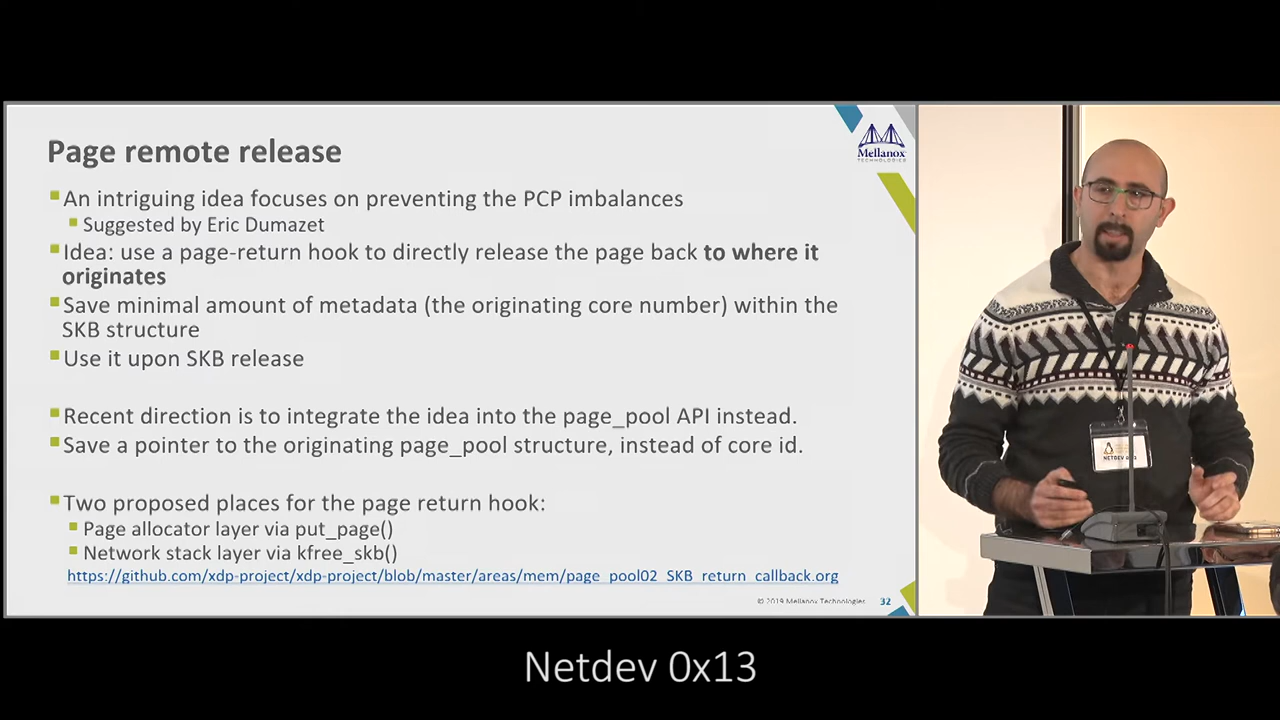 Page remote release
Mellanox
TECHNOLOGIES
An intriguing idea focuses on preventing the PCP imbalances
Suggested by Eric Dumazet
Idea: use a page-return hook to directly release the page back to where it
originates
Save minimal amount of metadata (the originating core number) within the
SKB structure
Use it upon SKB release
Recent direction is to integrate the idea into the page_pool API instead.
Save a pointer to the originating page_pool structure, instead of core id.
Two proposed places for the page return hook:
Page allocator layer via put_page()
Network stack layer via kfree_skb()
https://github.com/xdp-project/xdp-project/blob/master/areas/mem/page_pool02_SKB_return_callback.org
© 2019 Mellanox Technologies
32
NETDEV 0x13
Netdev 0x13